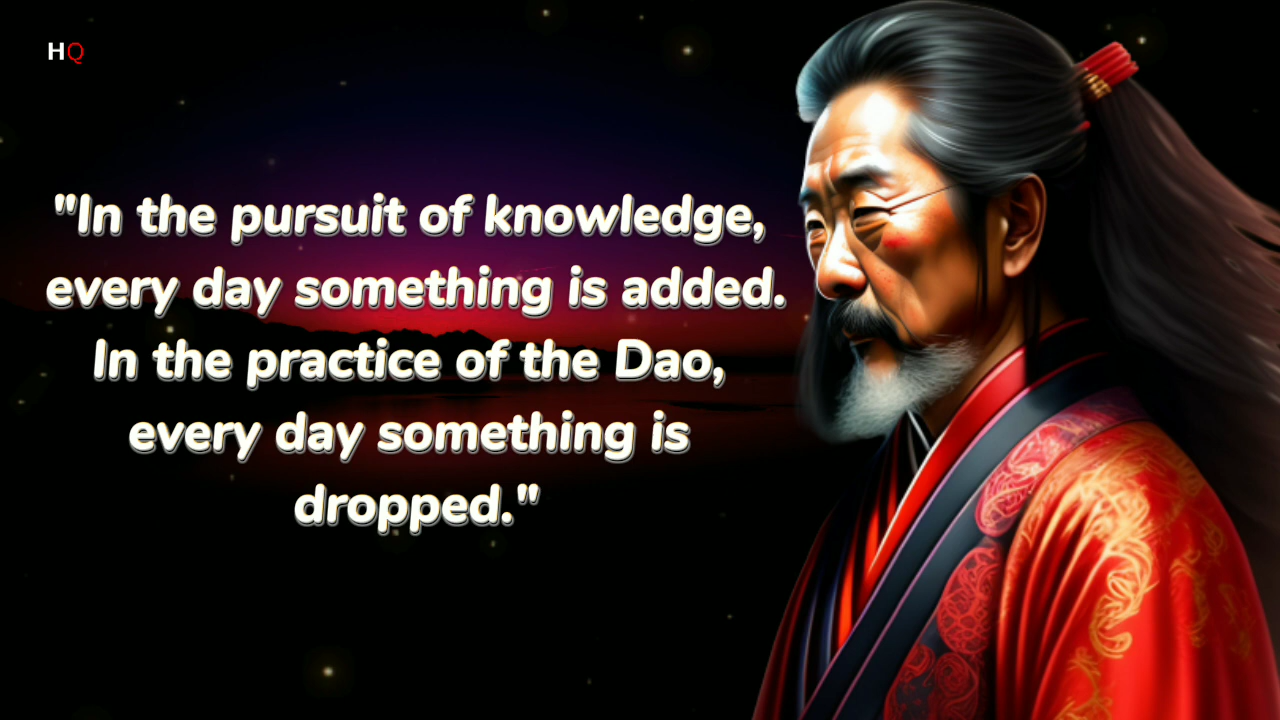 HQ
"In the pursuit of knowledge,
every day something is added.
In the practice of the Dao,
every day something is
dropped."